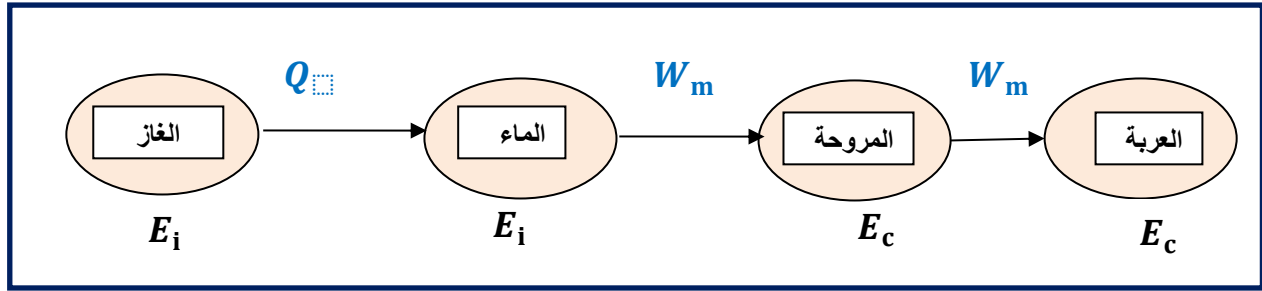 Q W_m W_m
الغاز الماء المروحة العربة
E_i E_i E_c E_c